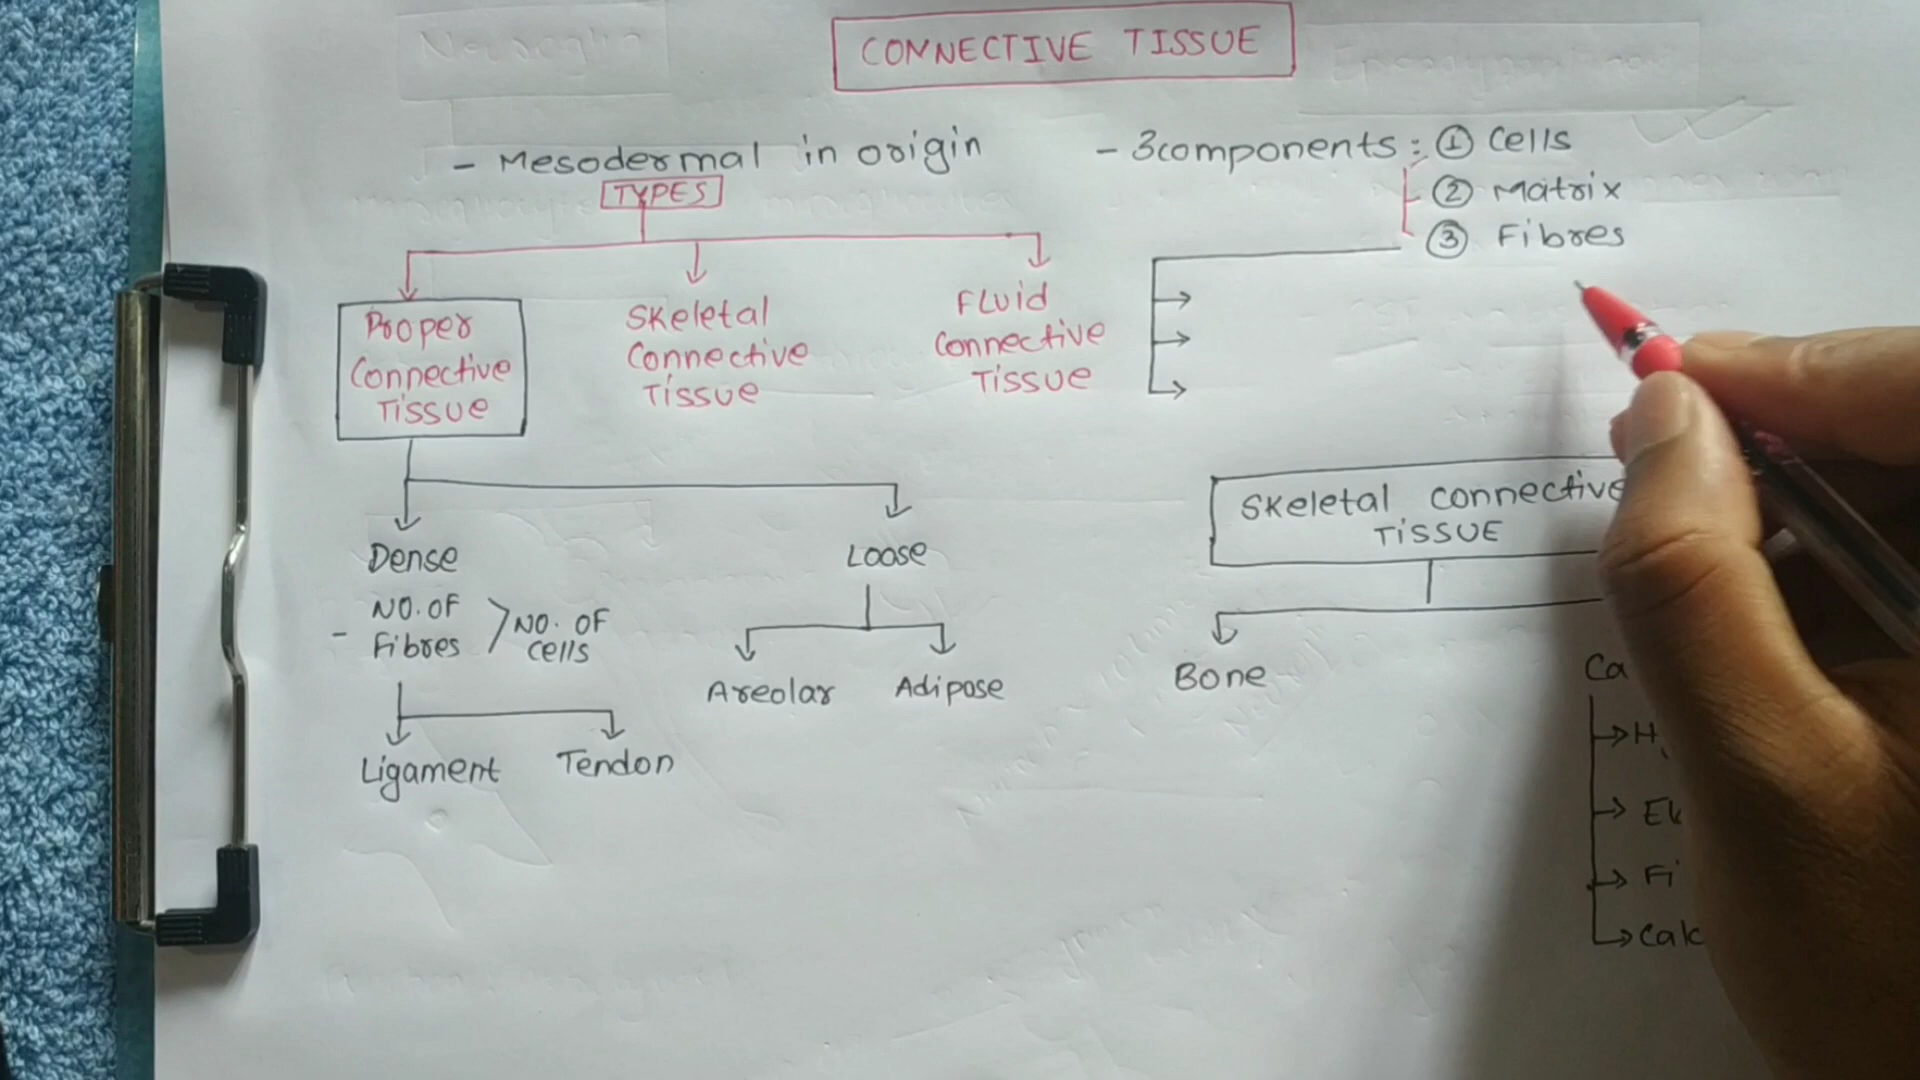 CONNECTIVE TISSUE
- Mesodermal in origin
- 3components: ① Cells
② Matrix
③ Fibres
TYPES
Proper
Connective
Tissue
Skeletal
Connective
Tissue
Fluid
Connective
Tissue
Dense
- NO. OF
Fibres > NO. OF
cells
Ligament
Tendon
Loose
Areolar
Adipose
Skeletal connective
TISSUE
Bone